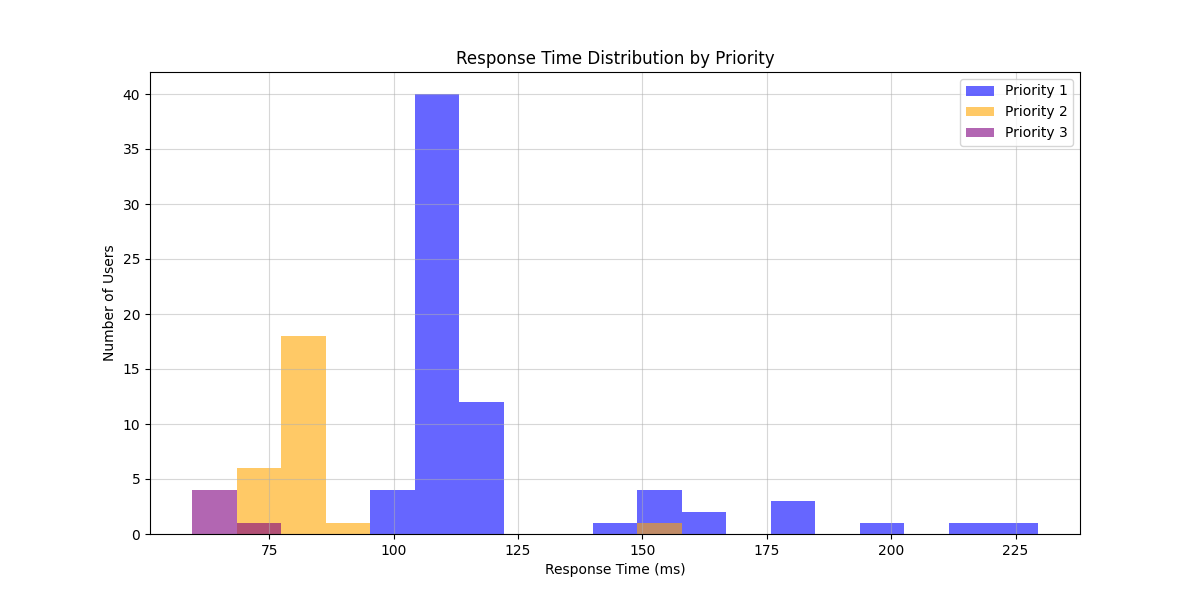 Response Time Distribution by Priority
Priority 1
Priority 2
Priority 3
Number of Users
40
35
30
25
20
15
10
5
0
75 100 125 150 175 200 225
Response Time (ms)